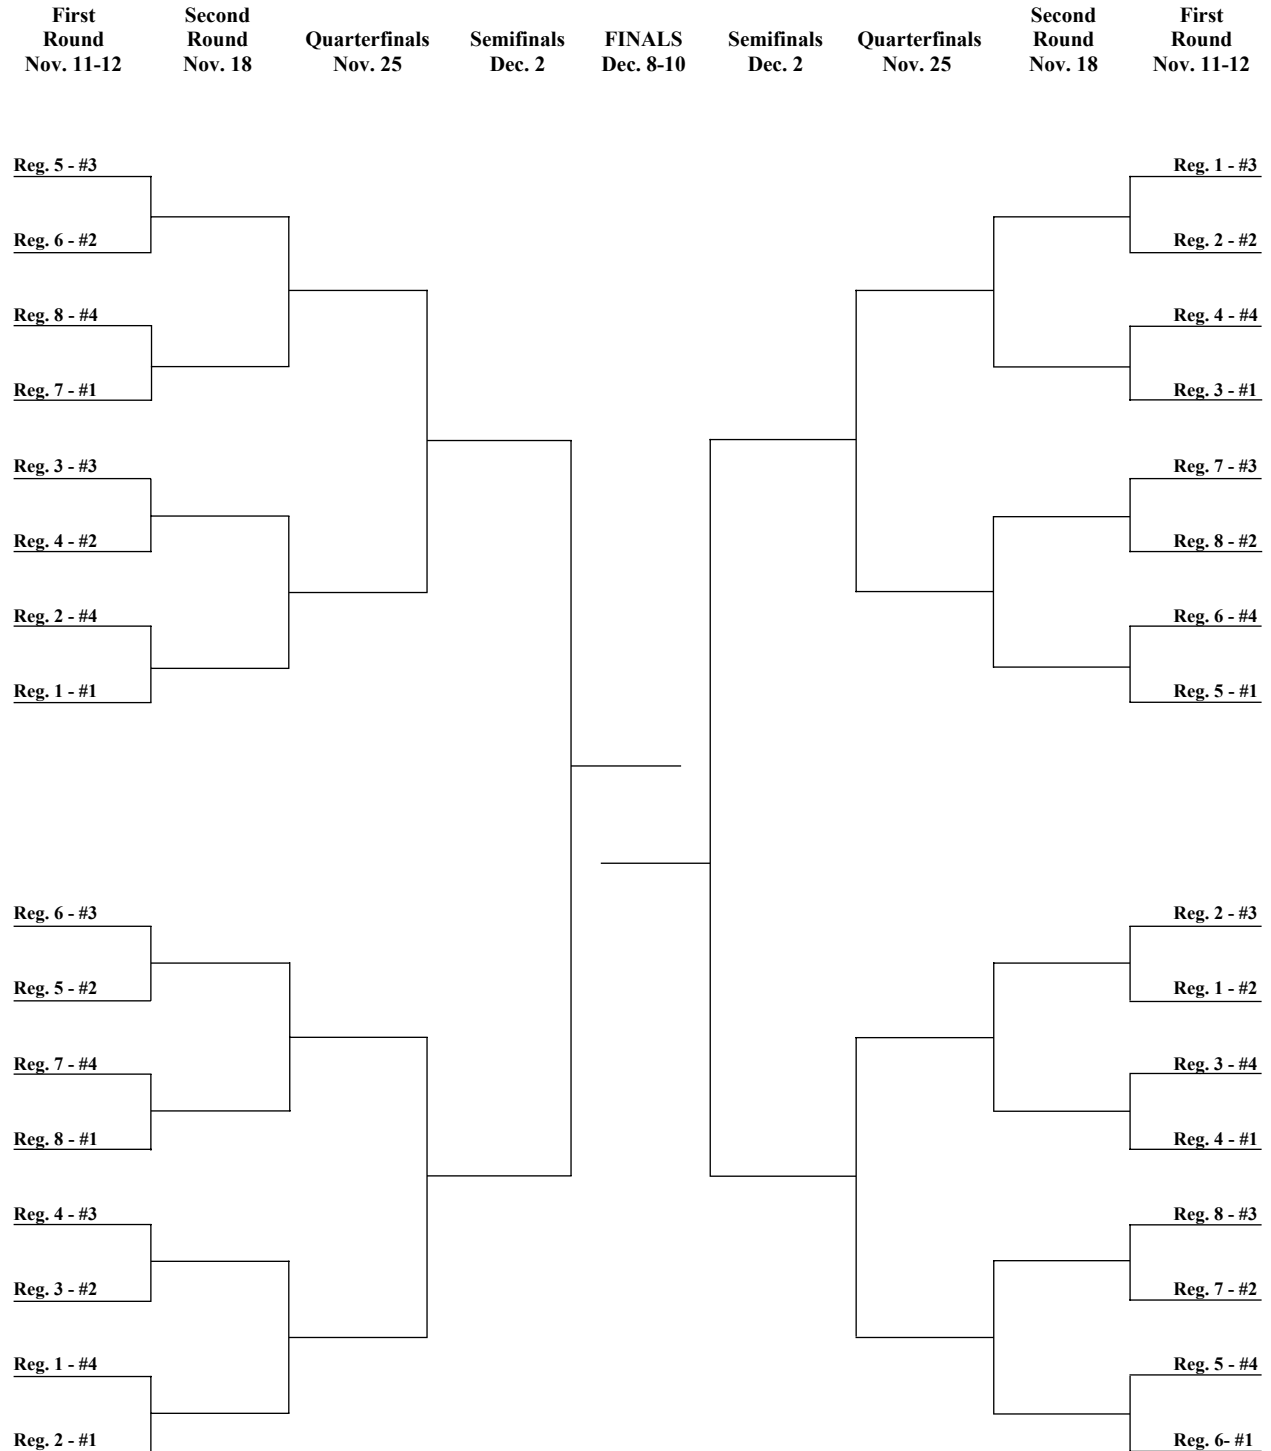 First Round Nov. 11-12
Second Round Nov. 18
Quarterfinals Nov. 25
Semifinals Dec. 2
FINALS Dec. 8-10
Semifinals Dec. 2
Quarterfinals Nov. 25
Second Round Nov. 18
First Round Nov. 11-12
Reg. 5 - #3
Reg. 6 - #2
Reg. 8 - #4
Reg. 7 - #1
Reg. 3 - #3
Reg. 4 - #2
Reg. 2 - #4
Reg. 1 - #1
Reg. 6 - #3
Reg. 5 - #2
Reg. 7 - #4
Reg. 8 - #1
Reg. 4 - #3
Reg. 3 - #2
Reg. 1 - #4
Reg. 2 - #1
Reg. 1 - #3
Reg. 2 - #2
Reg. 4 - #4
Reg. 3 - #1
Reg. 7 - #3
Reg. 8 - #2
Reg. 6 - #4
Reg. 5 - #1
Reg. 2 - #3
Reg. 1 - #2
Reg. 3 - #4
Reg. 4 - #1
Reg. 8 - #3
Reg. 7 - #2
Reg. 5 - #4
Reg. 6- #1